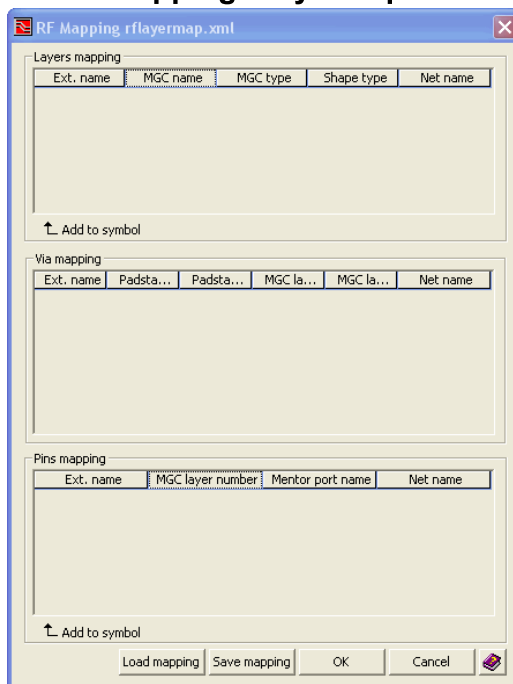 RF Mapping rflayermap.xml
Layers mapping
Ext. name MGC name MGC type Shape type Net name
Add to symbol
Via mapping
Ext. name Padsta... Padsta... MGC la... MGC la... Net name
Pins mapping
Ext. name MGC layer number Mentor port name Net name
Add to symbol
Load mapping Save mapping OK Cancel